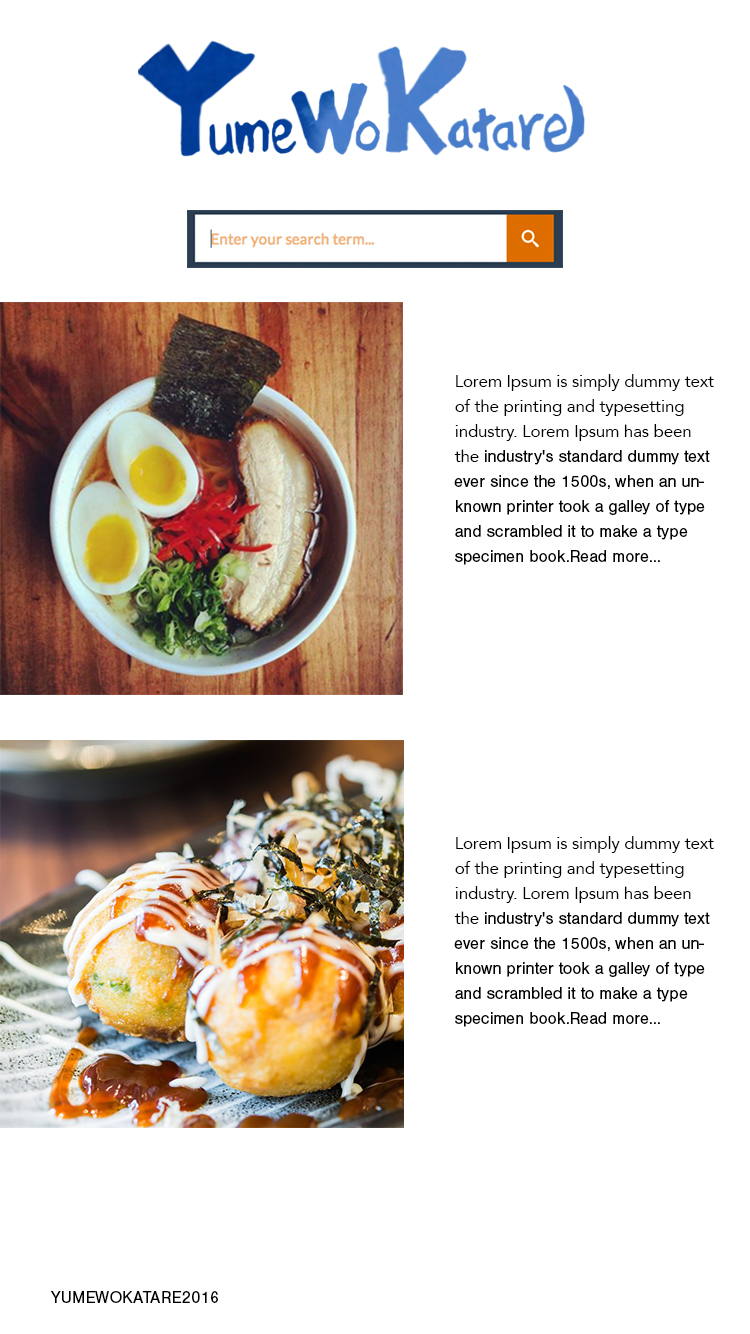 YumeWoKatare
Enter your search term...
Lorem Ipsum is simply dummy text
of the printing and typesetting
industry. Lorem Ipsum has been
the industry's standard dummy text
ever since the 1500s, when an un-
known printer took a galley of type
and scrambled it to make a type
specimen book.Read more...
Lorem Ipsum is simply dummy text
of the printing and typesetting
industry. Lorem Ipsum has been
the industry's standard dummy text
ever since the 1500s, when an un-
known printer took a galley of type
and scrambled it to make a type
specimen book.Read more...
YUMEWOKATARE2016